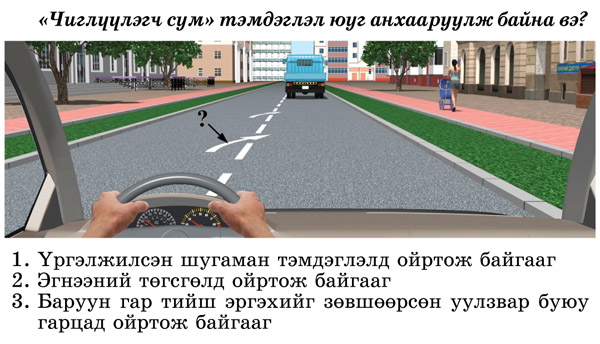 «Чиглүүлэгч сум» тэмдэглэл юуг анхааруулж байна вэ?
?
1. Үргэлжилсэн шугаман тэмдэглэлд ойртож байгааг
2. Эгнээний төгсгөлд ойртож байгааг
3. Баруун гар тийш эргэхийг зөвшөөрсөн уулзвар буюу
гарцад ойртож байгааг